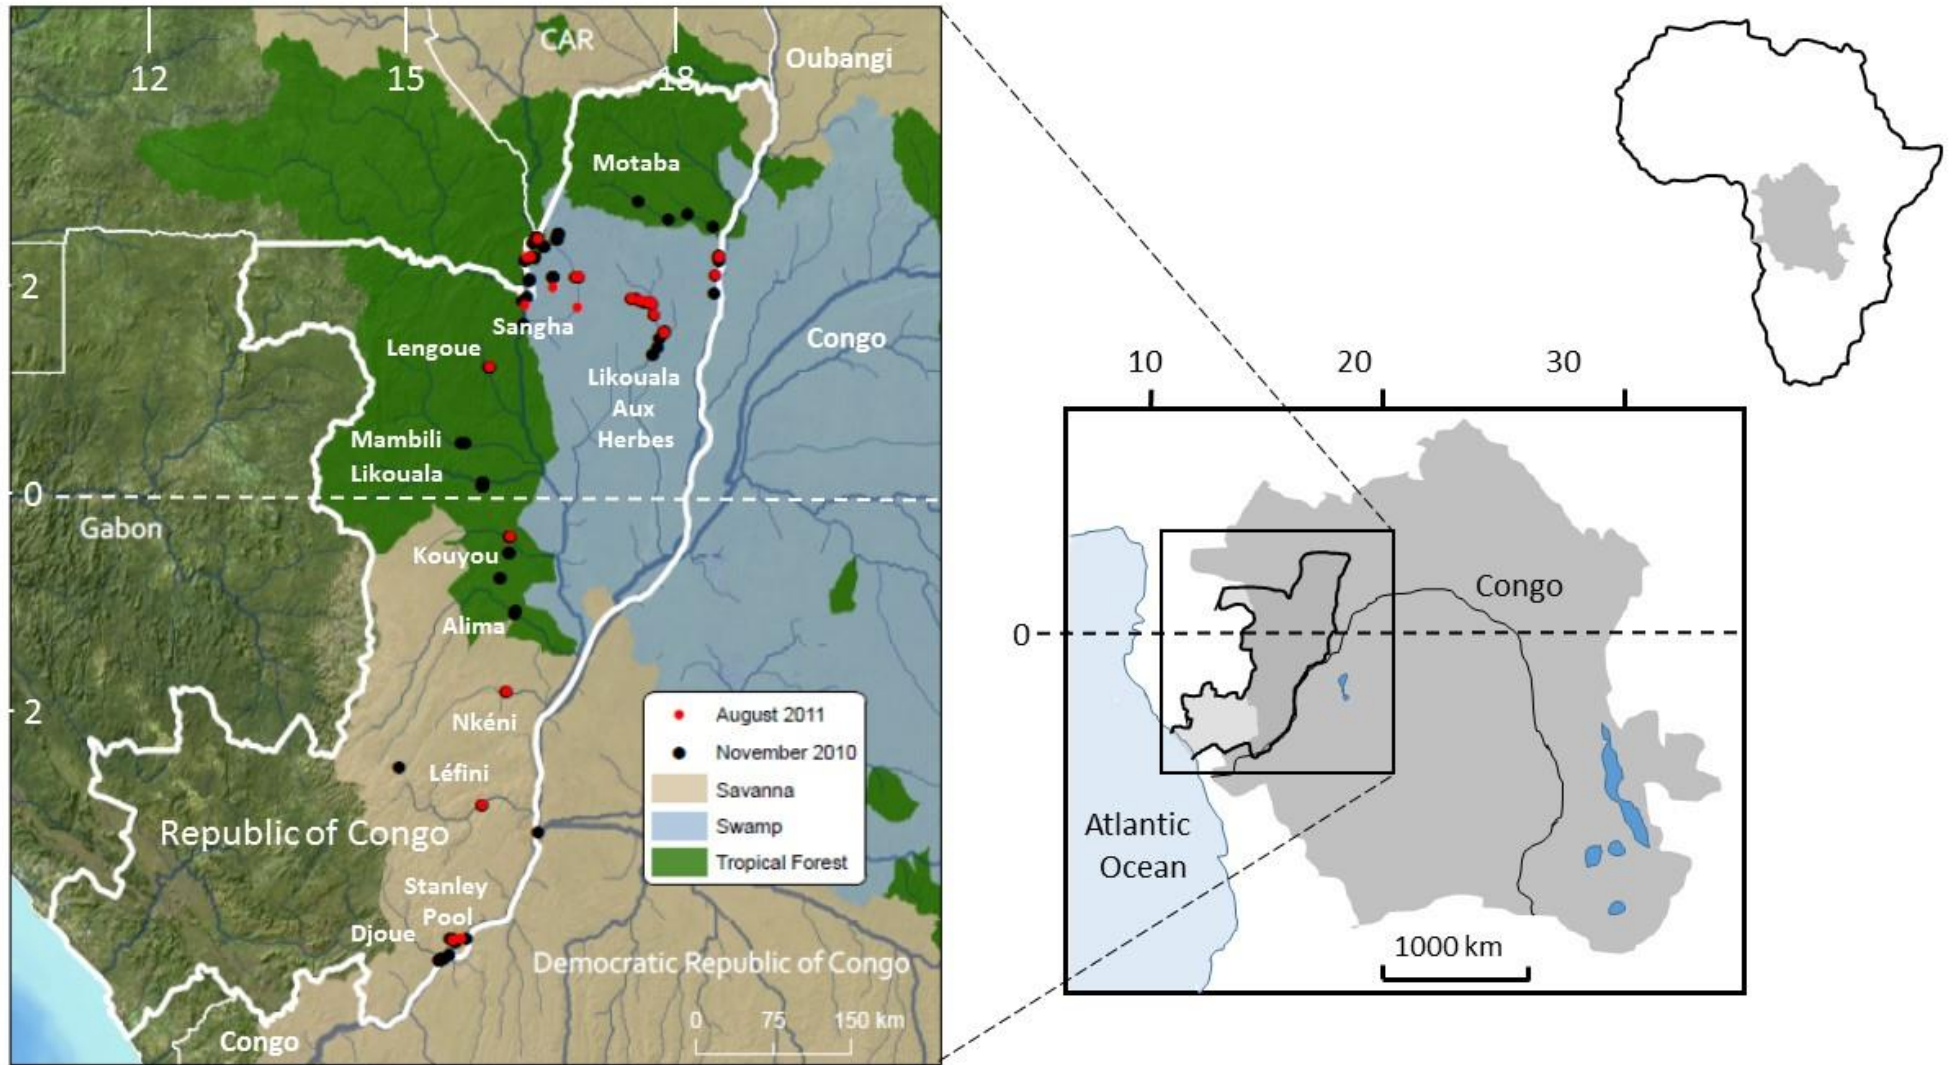 CAR
Oubangi
12
15
18
Motaba
2
Sangha
Lengoue
Congo
Likouala
Aux
Herbes
Mambili
Likouala
0
Gabon
Kouyou
Alima
2
Nkéni
Léfini
Republic of Congo
Stanley
Pool
Djoue
Democratic Republic of Congo
Congo
0 75 150 km
August 2011
November 2010
Savanna
Swamp
Tropical Forest
10 20 30
Congo
0
Atlantic
Ocean
1000 km